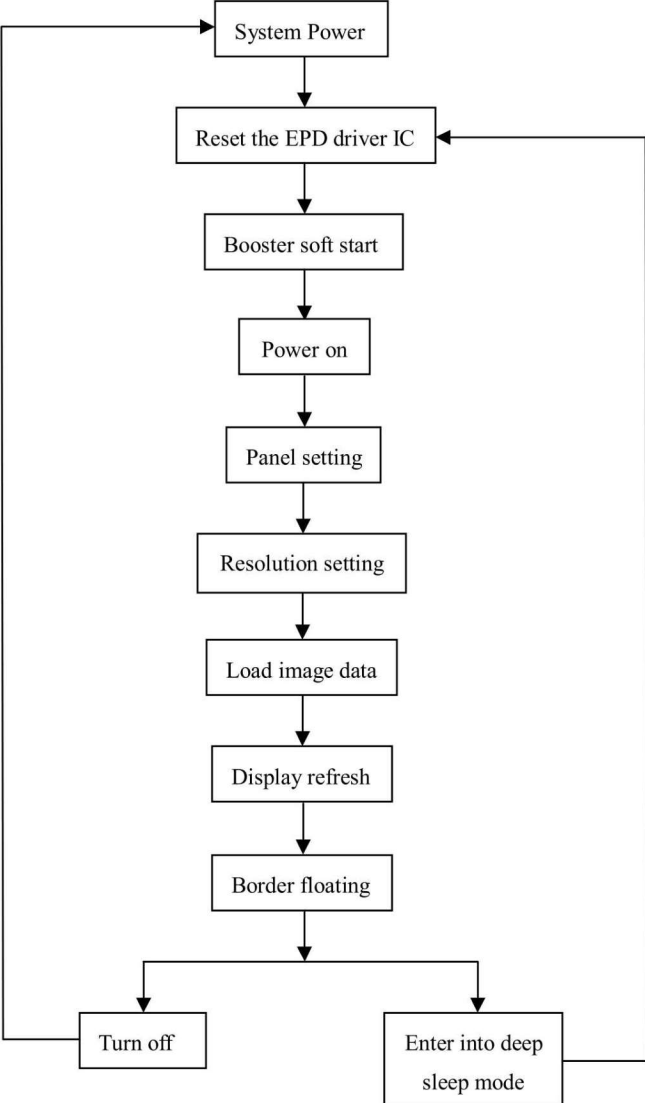 System Power
Reset the EPD driver IC
Booster soft start
Power on
Panel setting
Resolution setting
Load image data
Display refresh
Border floating
Turn off
Enter into deep
sleep mode